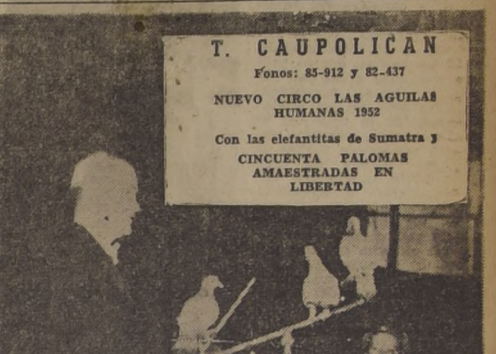 T. CAUPOLICAN
Fonos: 85-912 y 82-437
NUEVO CIRCO LAS AGUILAS
HUMANAS 1952
Con las elefantitas de Sumatra y
CINCUENTA PALOMAS
AMAESTRADAS EN
LIBERTAD